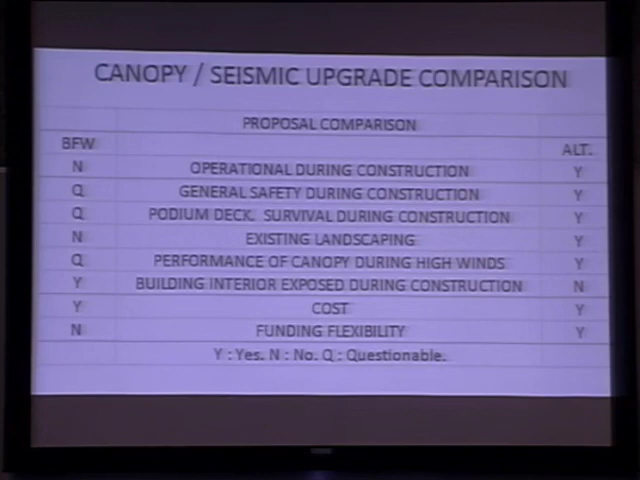 CANOPY / SEISMIC UPGRADE COMPARISON
PROPOSAL COMPARISON
BFW ALT.
N OPERATIONAL DURING CONSTRUCTION Y
Q GENERAL SAFETY DURING CONSTRUCTION Y
Q PODIUM DECK. SURVIVAL DURING CONSTRUCTION Y
N EXISTING LANDSCAPING Y
Q PERFORMANCE OF CANOPY DURING HIGH WINDS Y
Y BUILDING INTERIOR EXPOSED DURING CONSTRUCTION N
Y COST Y
N FUNDING FLEXIBILITY Y
Y : Yes. N : No. Q : Questionable.